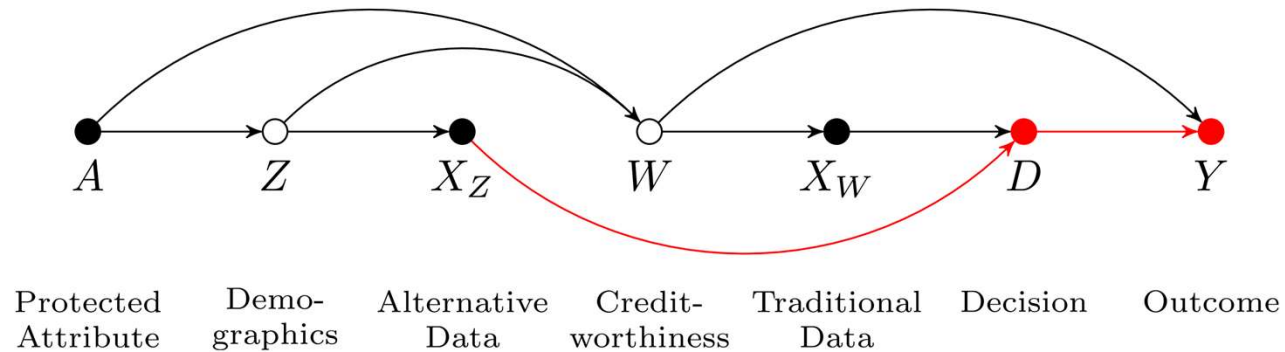 A Z X_Z W X_W D Y
Protected Demo- Alternative Credit- Traditional Decision Outcome
Attribute graphics Data worthiness Data